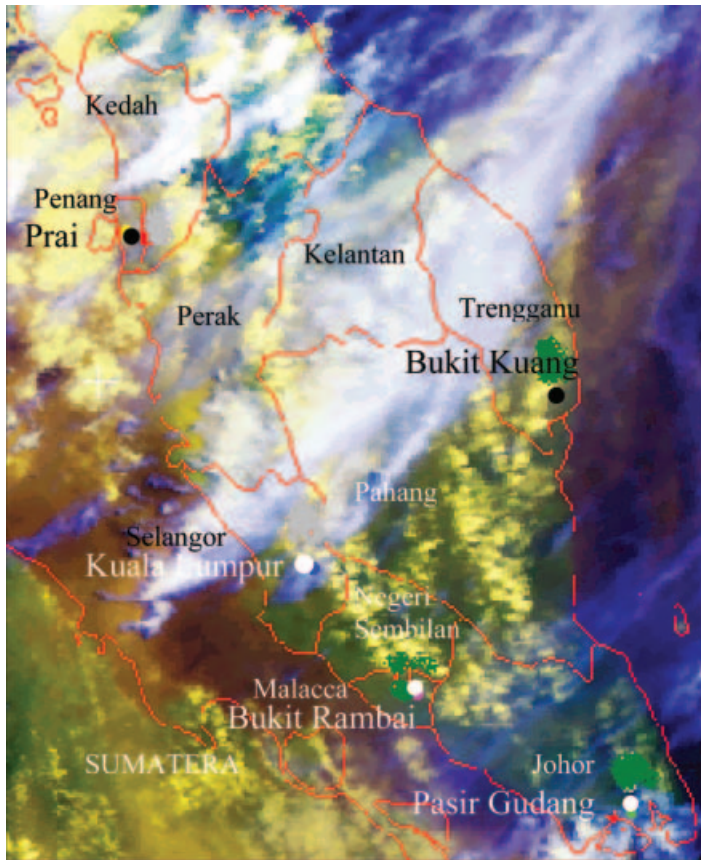 Kedah
Penang
Prai
Kelantan
Perak
Trengganu
Bukit Kuang
Pahang
Selangor
Kuala Lumpur
Negeri
Sembilan
Malacca
Bukit Rambai
SUMATERA
Johor
Pasir Gudang